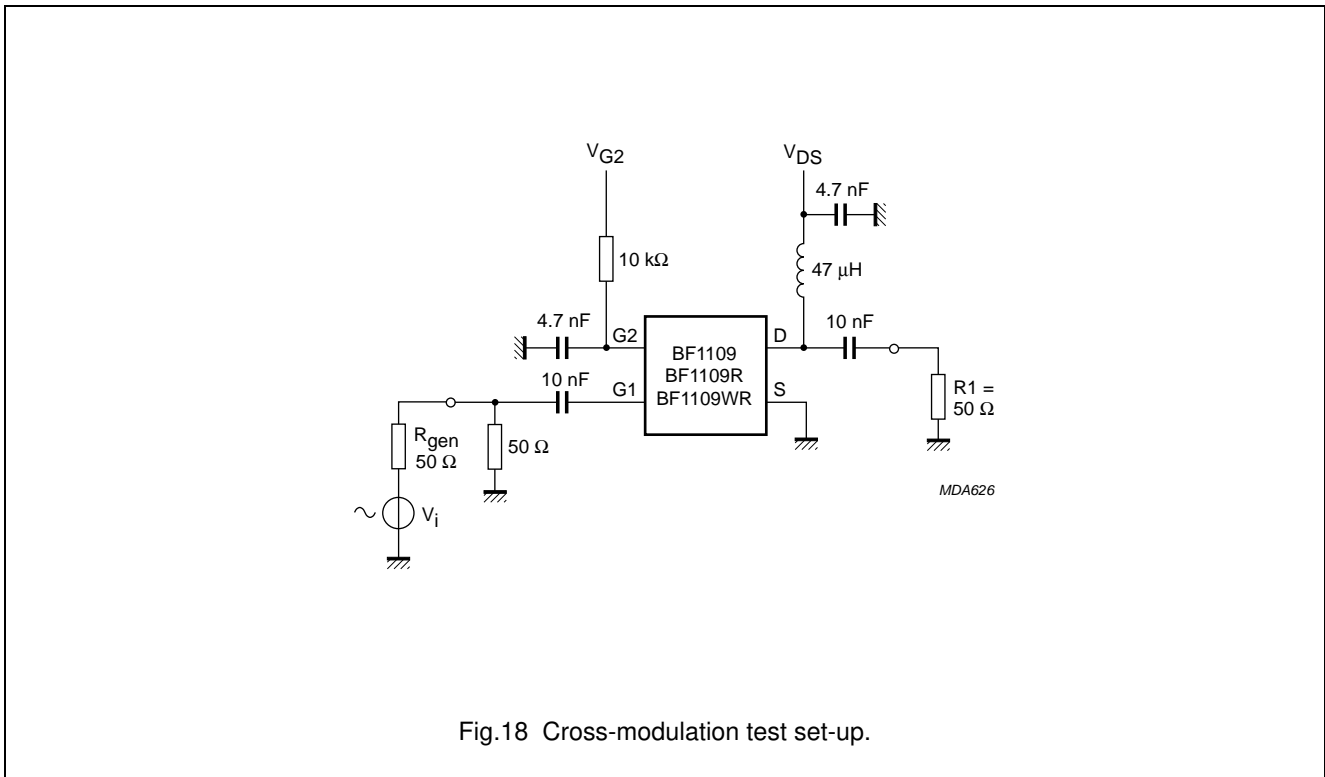 V_G2
V_DS
4.7 nF
10 kΩ
47 μH
4.7 nF
G2
D
10 nF
BF1109
BF1109R
BF1109WR
10 nF
G1
S
R1 =
50 Ω
R_gen
50 Ω
50 Ω
V_i
MDA626
Fig.18 Cross-modulation test set-up.